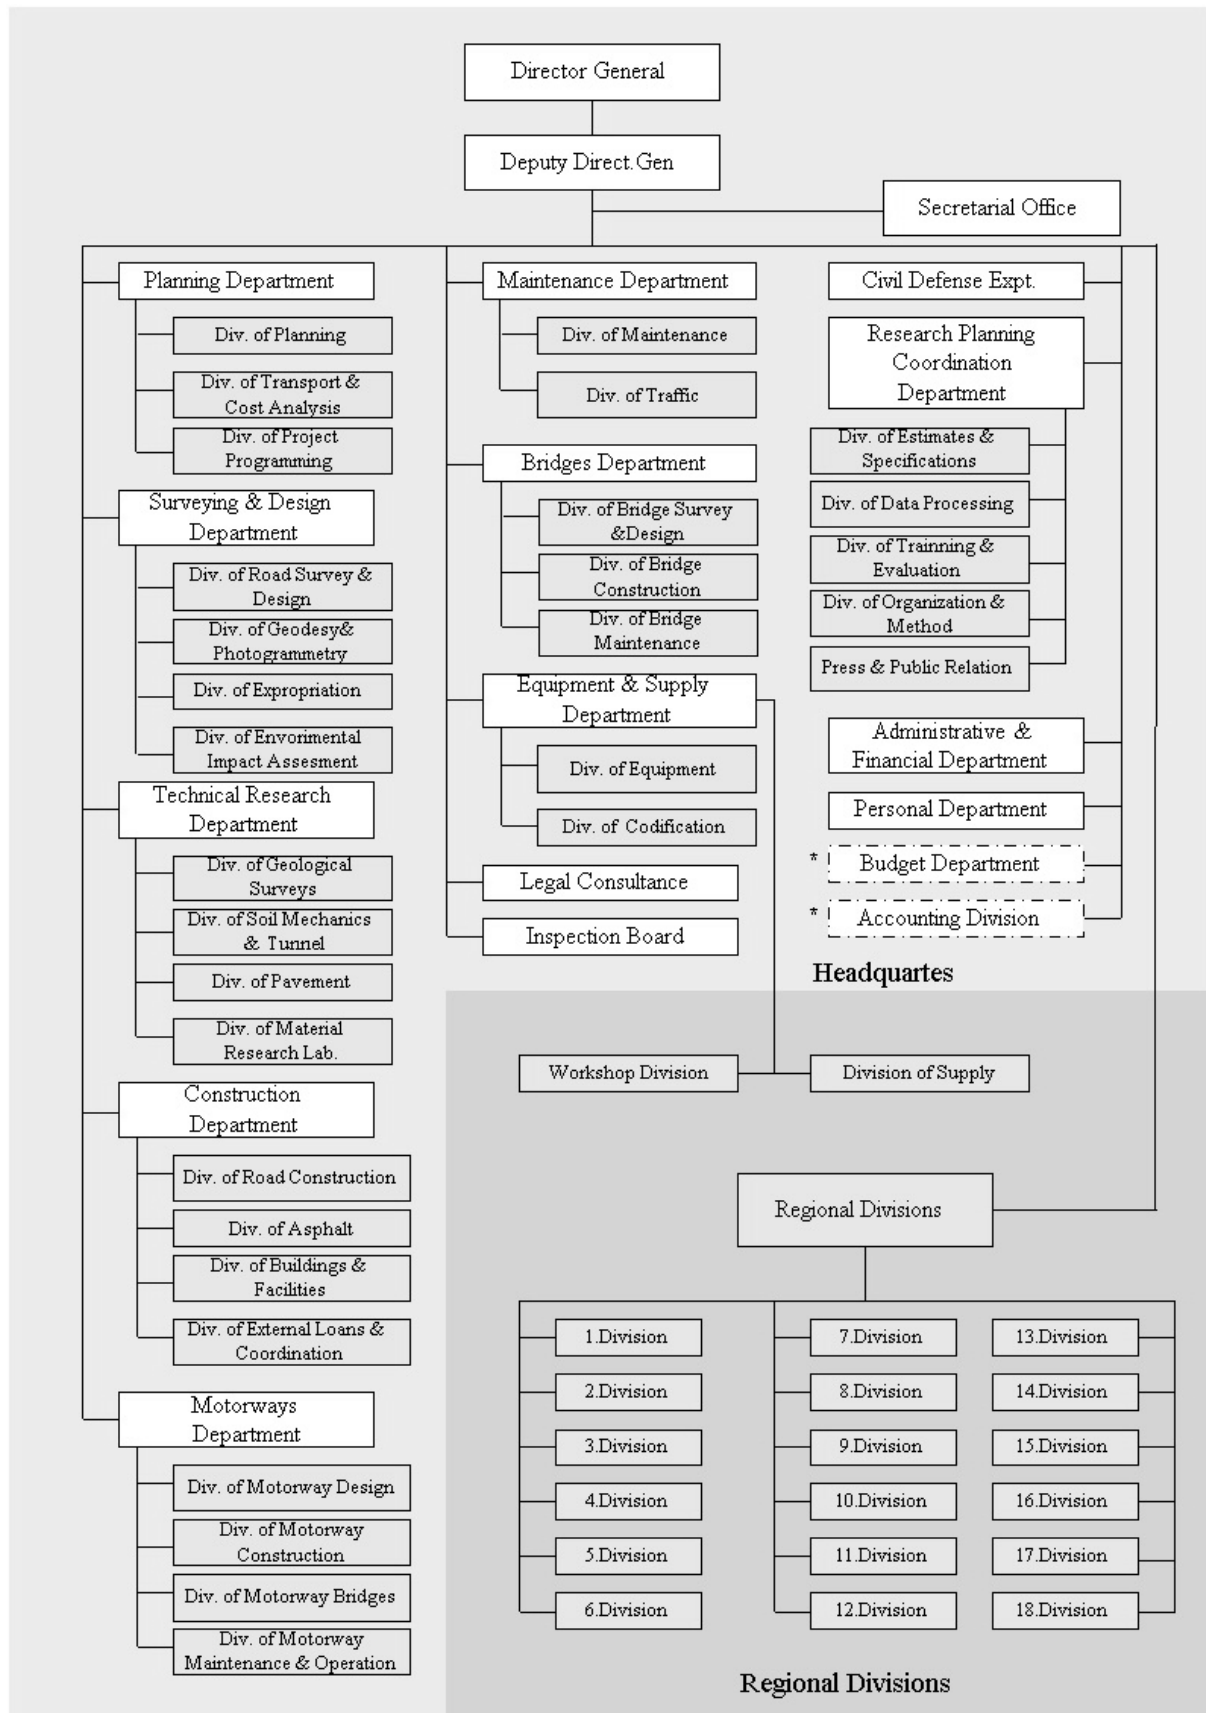 Director General
Deputy Direct.Gen
Secretarial Office
Planning Department
Div. of Planning
Div. of Transport &
Cost Analysis
Div. of Project
Programming
Surveying & Design
Department
Div. of Road Survey &
Design
Div. of Geodesy&
Photogrammetry
Div. of Expropriation
Div. of Envorimental
Impact Assesment
Technical Research
Department
Div. of Geological
Surveys
Div. of Soil Mechanics
& Tunnel
Div. of Pavement
Div. of Material
Research Lab.
Construction
Department
Div. of Road Construction
Div. of Asphalt
Div. of Buildings &
Facilities
Div. of External Loans &
Coordination
Motorways
Department
Div. of Motorway Design
Div. of Motorway
Construction
Div. of Motorway Bridges
Div. of Motorway
Maintenance & Operation
Maintenance Department
Div. of Maintenance
Div. of Traffic
Bridges Department
Div. of Bridge Survey
&Design
Div. of Bridge
Construction
Div. of Bridge
Maintenance
Equipment & Supply
Department
Div. of Equipment
Div. of Codification
Legal Consultance
Inspection Board
Civil Defense Expt.
Research Planning
Coordination
Department
Div. of Estimates &
Specifications
Div. of Data Processing
Div. of Trainning &
Evaluation
Div. of Organization &
Method
Press & Public Relation
Administrative &
Financial Department
Personal Department
* Budget Department
* Accounting Division
Headquartes
Workshop Division
Division of Supply
Regional Divisions
1.Division
2.Division
3.Division
4.Division
5.Division
6.Division
7.Division
8.Division
9.Division
10.Division
11.Division
12.Division
13.Division
14.Division
15.Division
16.Division
17.Division
18.Division
Regional Divisions